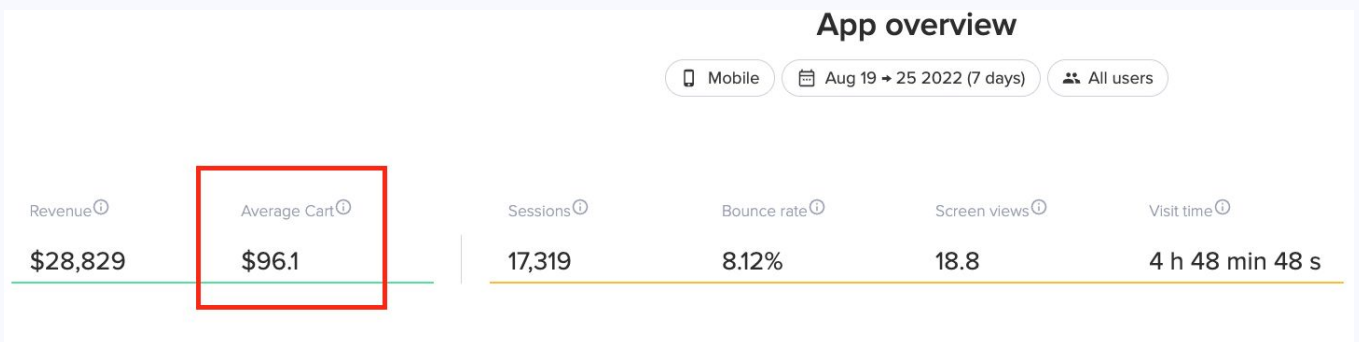 App overview
Mobile
Aug 19 → 25 2022 (7 days)
All users
Revenue
Average Cart
Sessions
Bounce rate
Screen views
Visit time
$28,829
$96.1
17,319
8.12%
18.8
4 h 48 min 48 s